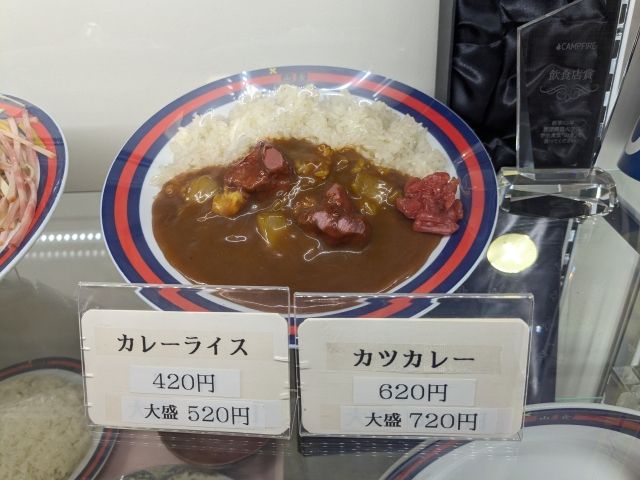 CAMPFIRE
飲食店賞
カレーライス
420円
大盛 520円
カツカレー
620円
大盛 720円